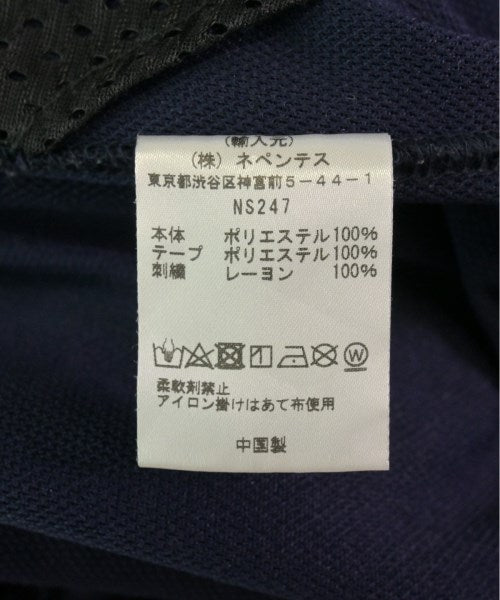 (輸入元)
(株) ネペンテス
東京都渋谷区神宮前5-44-1
NS247
本体 ポリエステル100%
テープ ポリエステル100%
刺繍 レーヨン 100%
W
柔軟剤禁止
アイロン掛けはあて布使用
中国製